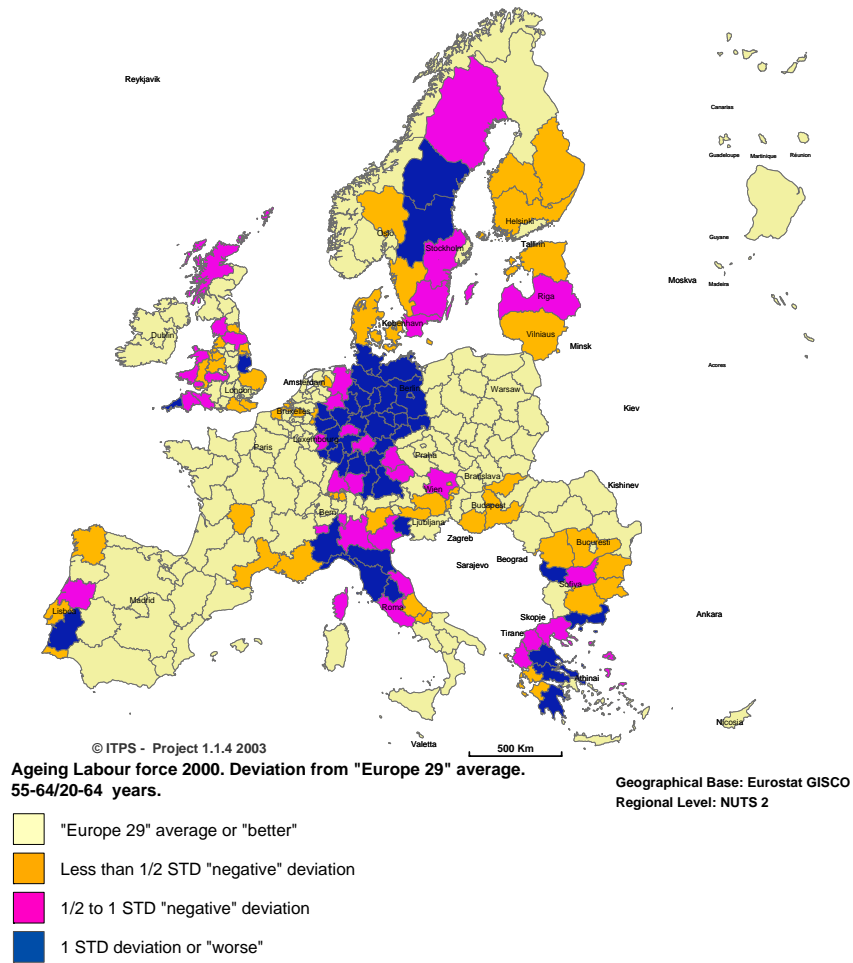 Reykjavik
Canarias
Guadeloupe
Martinique
Réunion
Guyane
Madeira
Acores
Helsinki
Oslo
Tallinn
Stockholm
Moskva
Riga
Kobenhavn
Vilniaus
Minsk
Dublin
Amsterdam
Berlin
Warsaw
London
Bruxelles
Kiev
Luxembourg
Paris
Praha
Kishinev
Bratislava
Wien
Bern
Budapest
Ljubljana
Zagreb
Bucuresti
Beograd
Sarajevo
Sofiya
Madrid
Lisboa
Roma
Skopje
Tirane
Ankara
Athinai
Nicosia
Valetta
500 Km
© ITPS - Project 1.1.4 2003
Ageing Labour force 2000. Deviation from "Europe 29" average.
55-64/20-64 years.
Geographical Base: Eurostat GISCO
Regional Level: NUTS 2
"Europe 29" average or "better"
Less than 1/2 STD "negative" deviation
1/2 to 1 STD "negative" deviation
1 STD deviation or "worse"